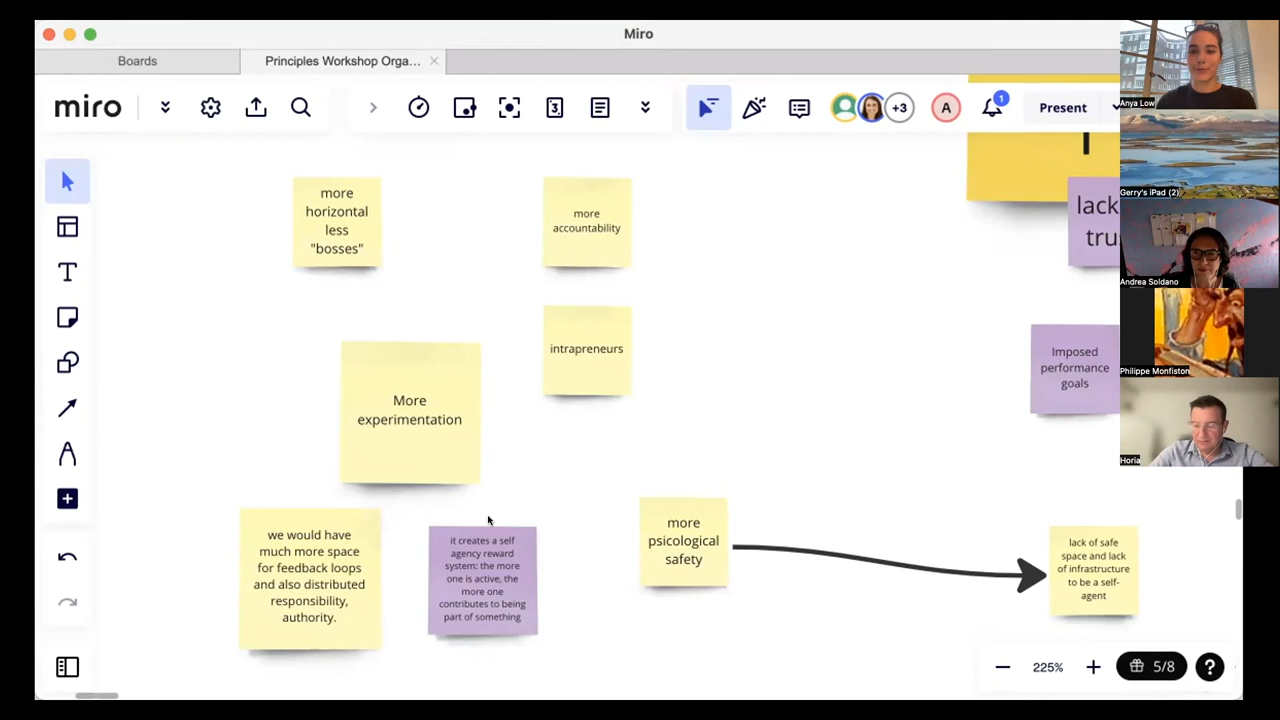 Miro
Boards
Principles Workshop Orga...
miro
3
+3
A
1
Present
more
horizontal
less
"bosses"
more
accountability
lack
tru
intrapreneurs
More
experimentation
Imposed
performance
goals
we would have
much more space
for feedback loops
and also distributed
responsibility,
authority.
it creates a self
agency reward
system: the more
one is active, the
more one
contributes to being
part of something
more
psicological
safety
lack of safe
space and lack
of infrastructure
to be a self-
agent
225%
5/8
?
Anya Low
Gerry's iPad (2)
Andrea Soldano
Philippe Monfiston
Horia